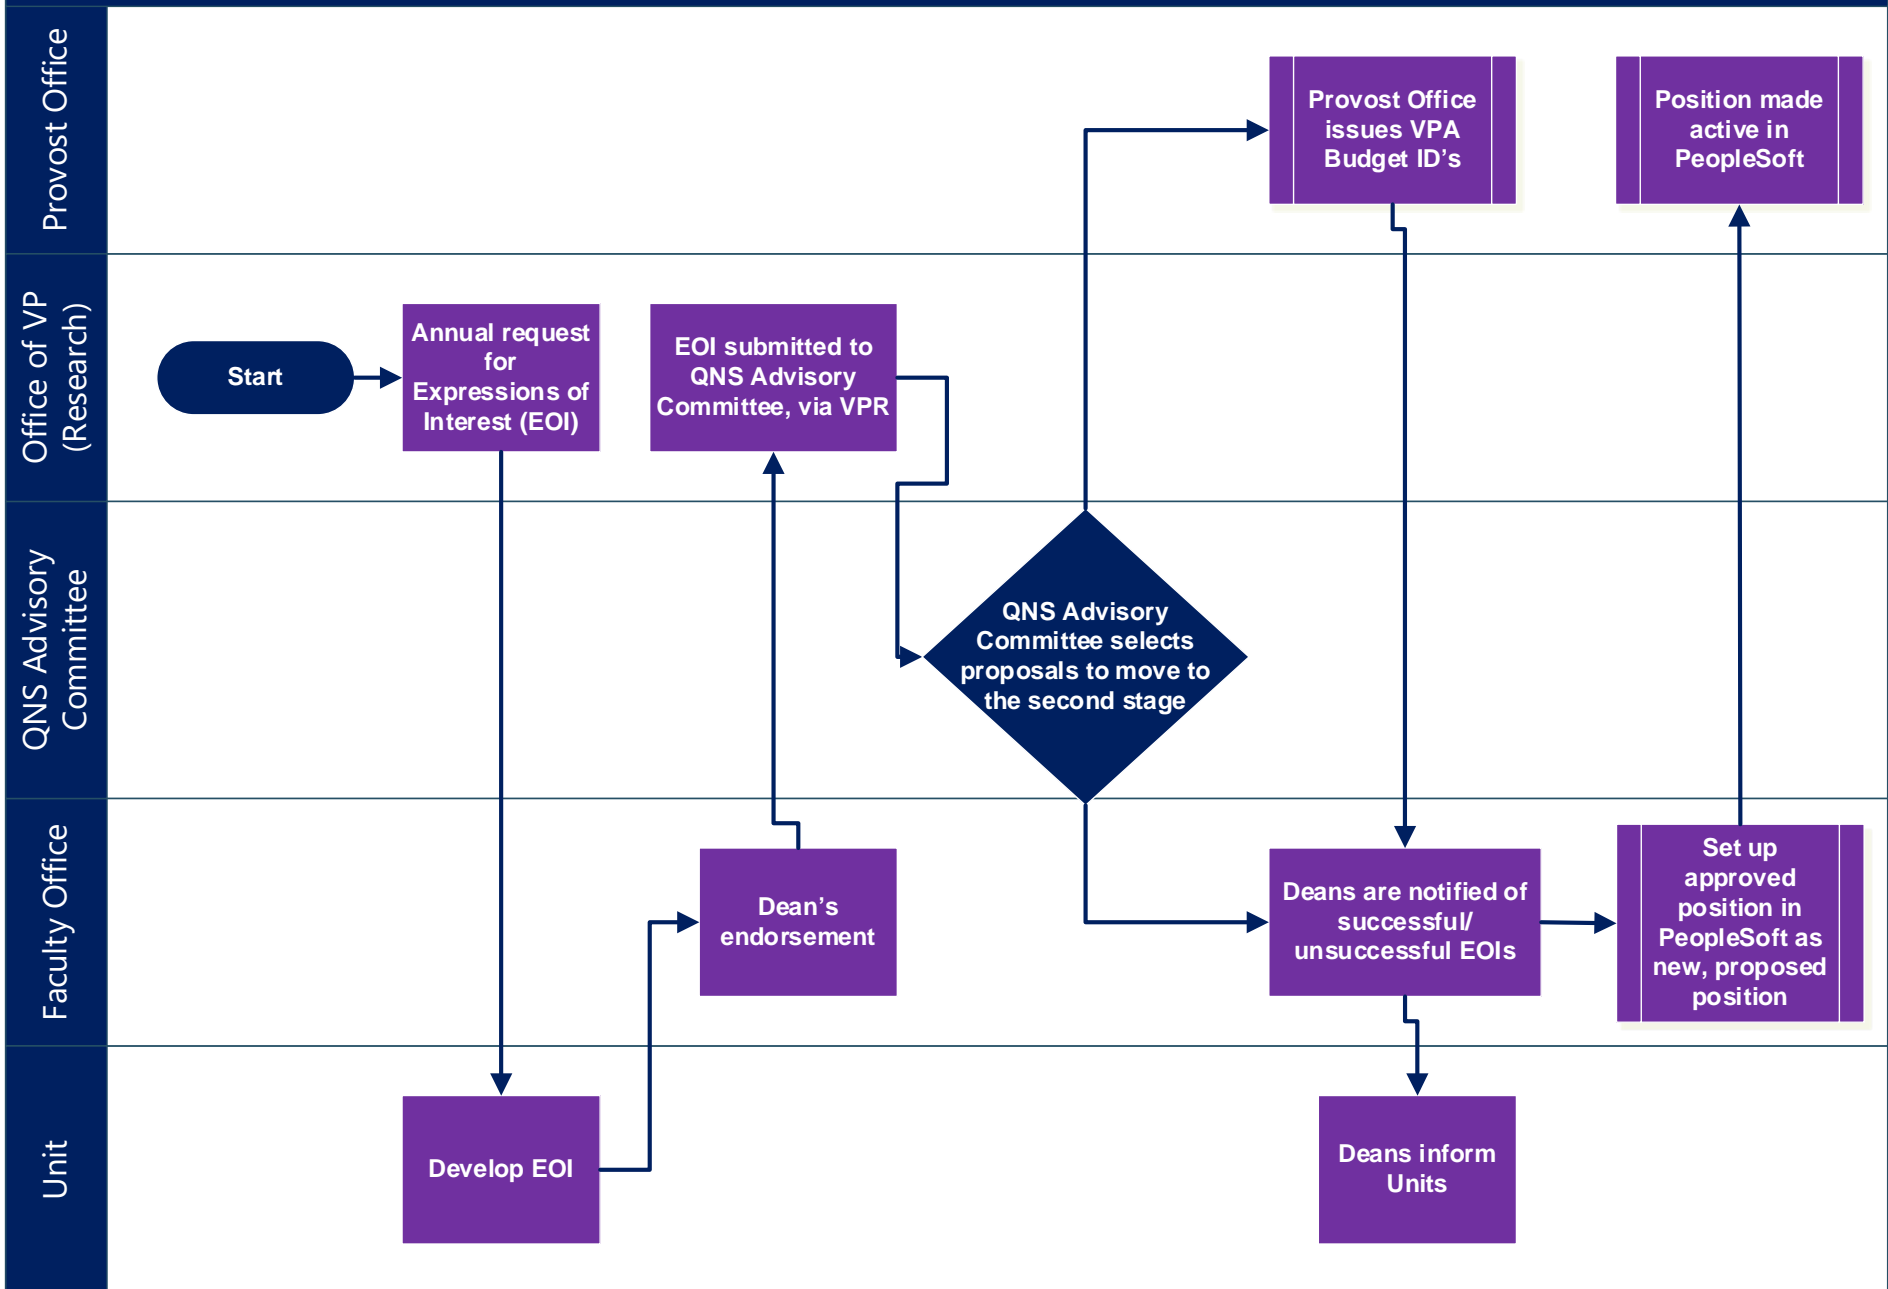 Provost Office
Provost Office
issues VPA
Budget ID’s
Position made
active in
PeopleSoft
Office of VP
(Research)
Start
Annual request
for
Expressions of
Interest (EOI)
EOI submitted to
QNS Advisory
Committee, via VPR
QNS Advisory
Committee
QNS Advisory
Committee selects
proposals to move to
the second stage
Faculty Office
Dean’s
endorsement
Deans are notified of
successful/
unsuccessful EOIs
Set up
approved
position in
PeopleSoft as
new, proposed
position
Unit
Develop EOI
Deans inform
Units